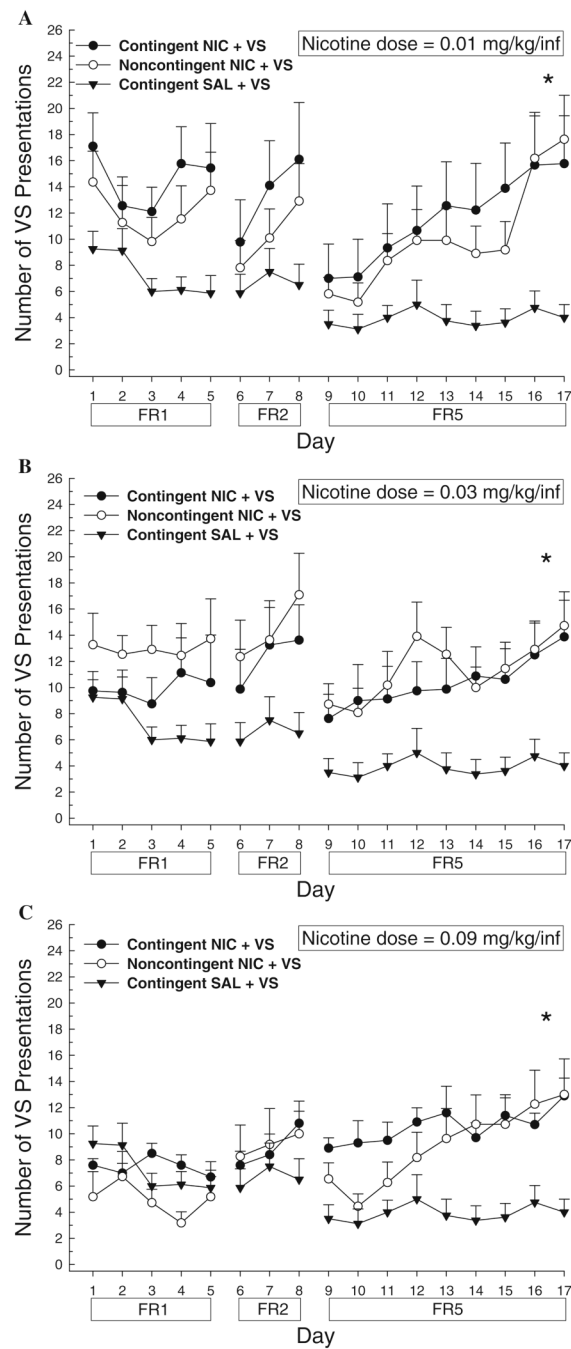 A
Contingent NIC + VS
Noncontingent NIC + VS
Contingent SAL + VS
Nicotine dose = 0.01 mg/kg/inf
*
Number of VS Presentations
26
24
22
20
18
16
14
12
10
8
6
4
2
0
1 2 3 4 5 6 7 8 9 10 11 12 13 14 15 16 17
FR1 FR2 FR5
Day
B
Contingent NIC + VS
Noncontingent NIC + VS
Contingent SAL + VS
Nicotine dose = 0.03 mg/kg/inf
*
Number of VS Presentations
26
24
22
20
18
16
14
12
10
8
6
4
2
0
1 2 3 4 5 6 7 8 9 10 11 12 13 14 15 16 17
FR1 FR2 FR5
Day
C
Contingent NIC + VS
Noncontingent NIC + VS
Contingent SAL + VS
Nicotine dose = 0.09 mg/kg/inf
*
Number of VS Presentations
26
24
22
20
18
16
14
12
10
8
6
4
2
0
1 2 3 4 5 6 7 8 9 10 11 12 13 14 15 16 17
FR1 FR2 FR5
Day